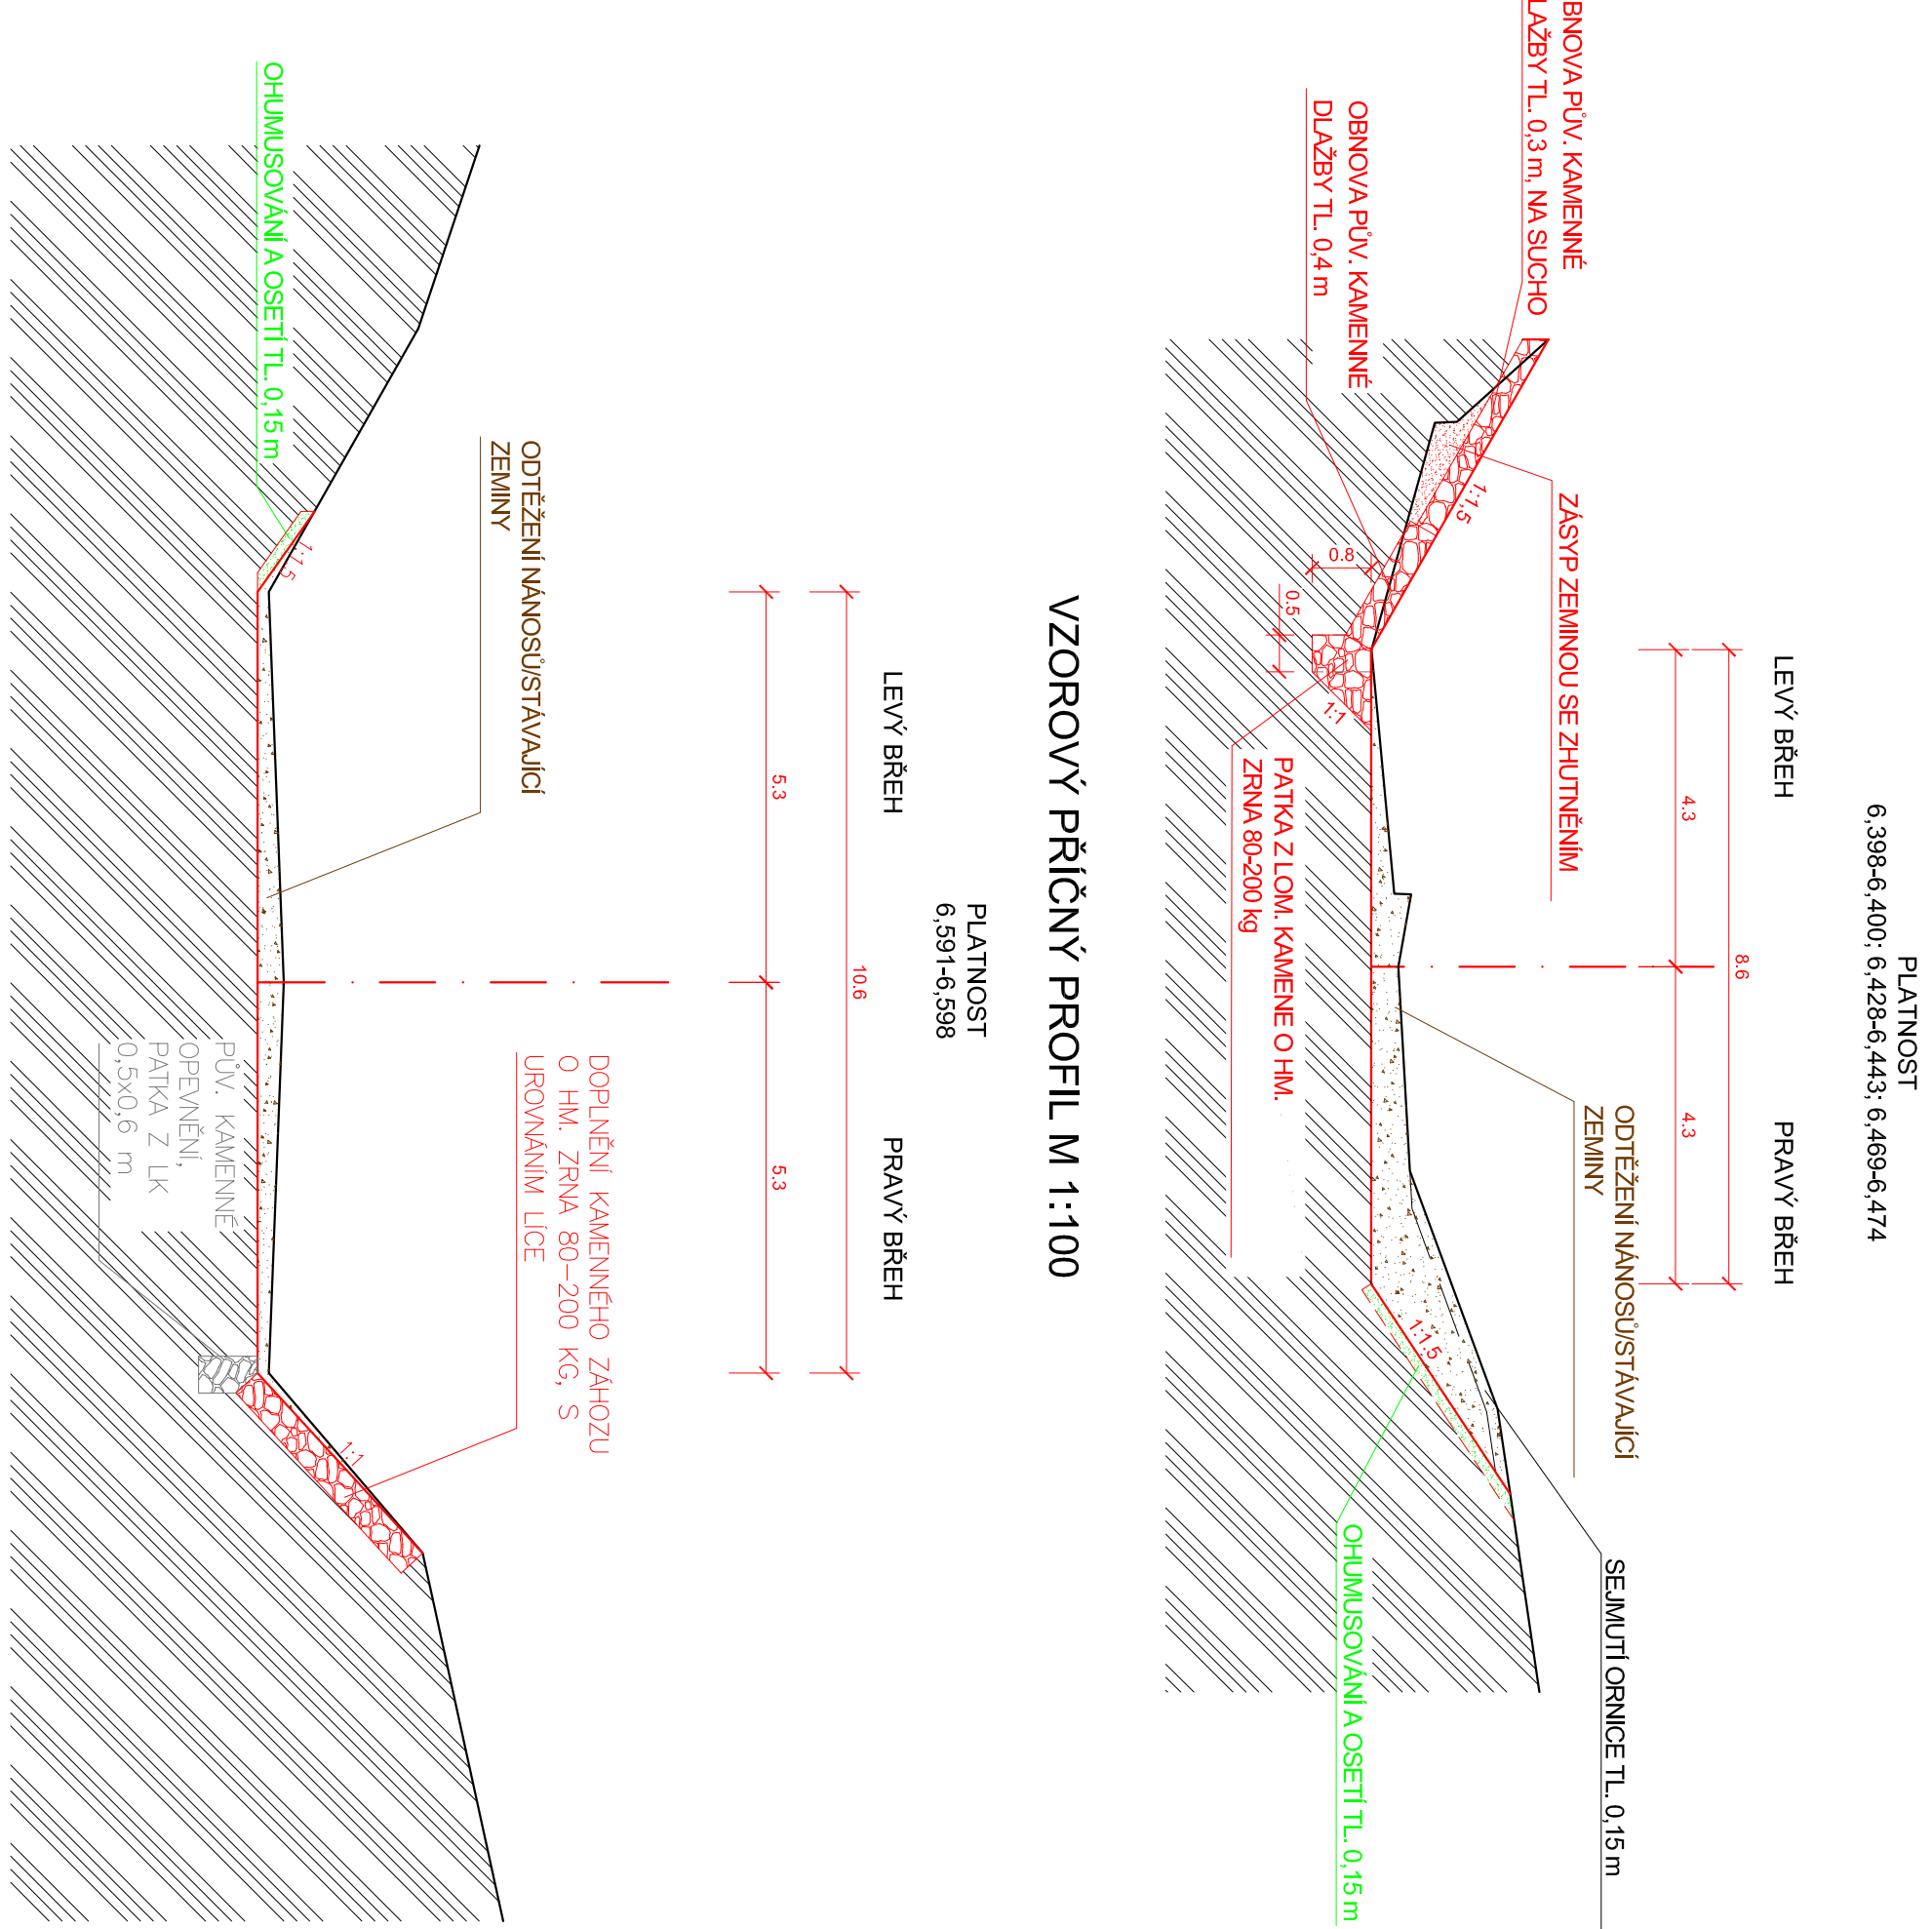 PLATNOST
6,398-6,400; 6,428-6,443; 6,469-6,474
LEVÝ BŘEH
PRAVÝ BŘEH
8.6
4.3
4.3
BNOVA PŮV. KAMENNÉ
LAŽBY TL. 0,3 m, NA SUCHO
OBNOVA PŮV. KAMENNÉ
DLAŽBY TL. 0,4 m
ZÁSYP ZEMINOU SE ZHUTNĚNÍM
ODTĚŽENÍ NÁNOSŮ/STÁVAJÍCÍ
ZEMINY
SEJMUTÍ ORNICE TL. 0,15 m
1:1,5
0.8
0.5
1:1
1:1.5
PATKA Z LOM. KAMENE O HM.
ZRNA 80-200 kg
OHUMUSOVÁNÍ A OSETÍ TL. 0,15 m
VZOROVÝ PŘÍČNÝ PROFIL M 1:100
PLATNOST
6,591-6,598
LEVÝ BŘEH
PRAVÝ BŘEH
10.6
5.3
5.3
DOPLNĚNÍ KAMENNÉHO ZÁHOZU
O HM. ZRNA 80-200 KG, S
UROVNÁNÍM LÍCE
ODTĚŽENÍ NÁNOSŮ/STÁVAJÍCÍ
ZEMINY
OHUMUSOVÁNÍ A OSETÍ TL. 0,15 m
1:1,5
1:1
PŮV. KAMENNÉ
OPEVNĚNÍ,
PATKA Z LK
0,5x0,6 m